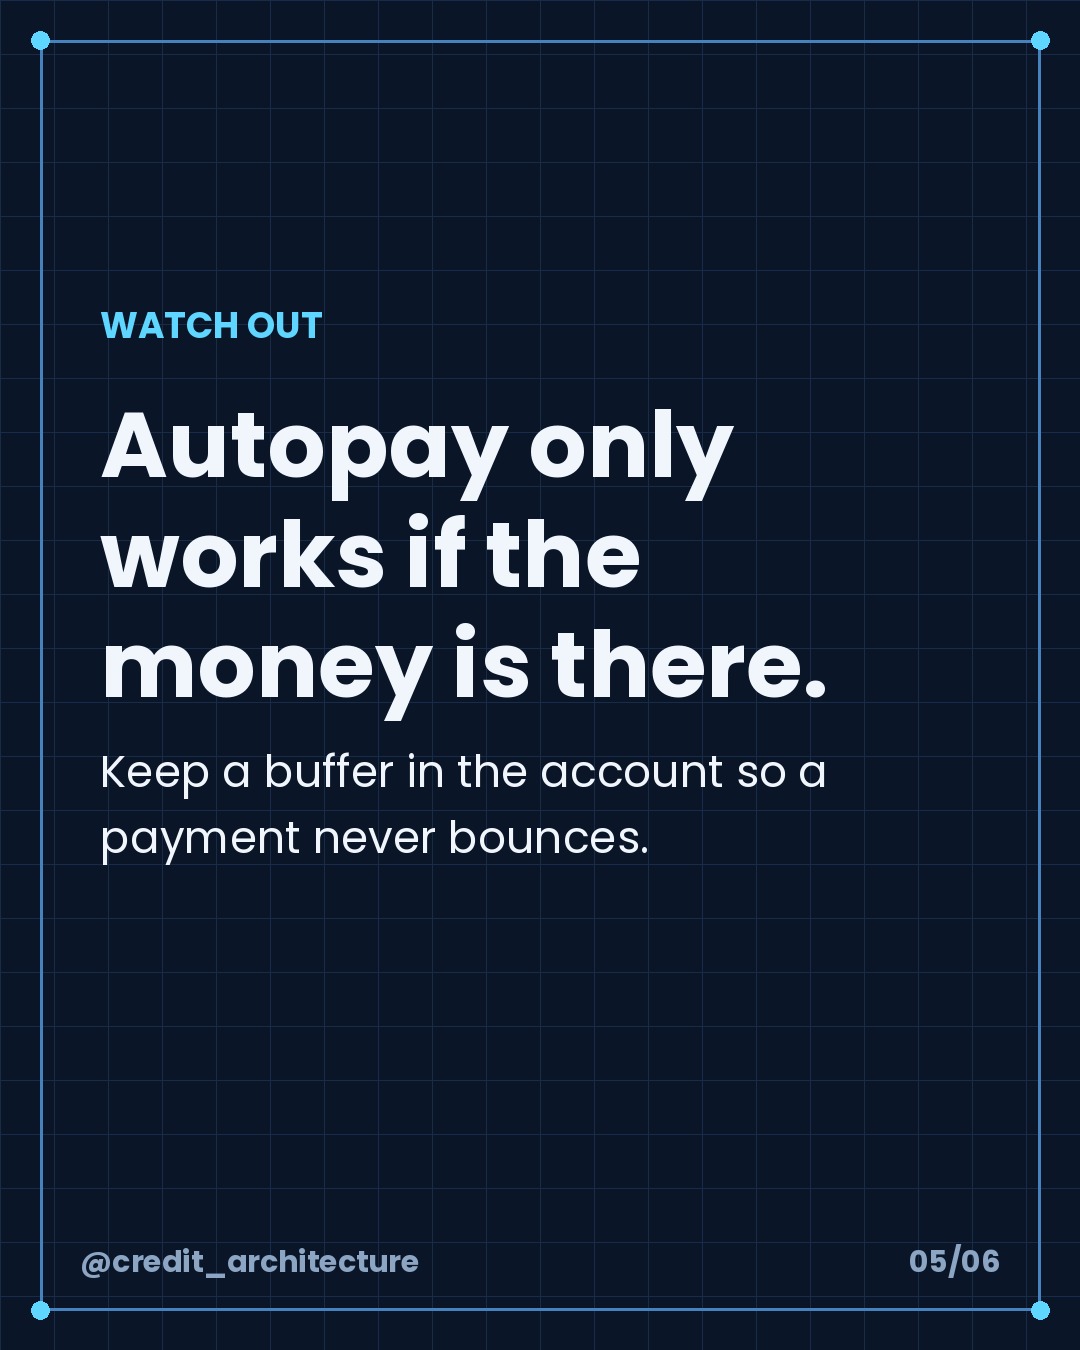 WATCH OUT
Autopay only
works if the
money is there.
Keep a buffer in the account so a
payment never bounces.
@credit_architecture
05/06